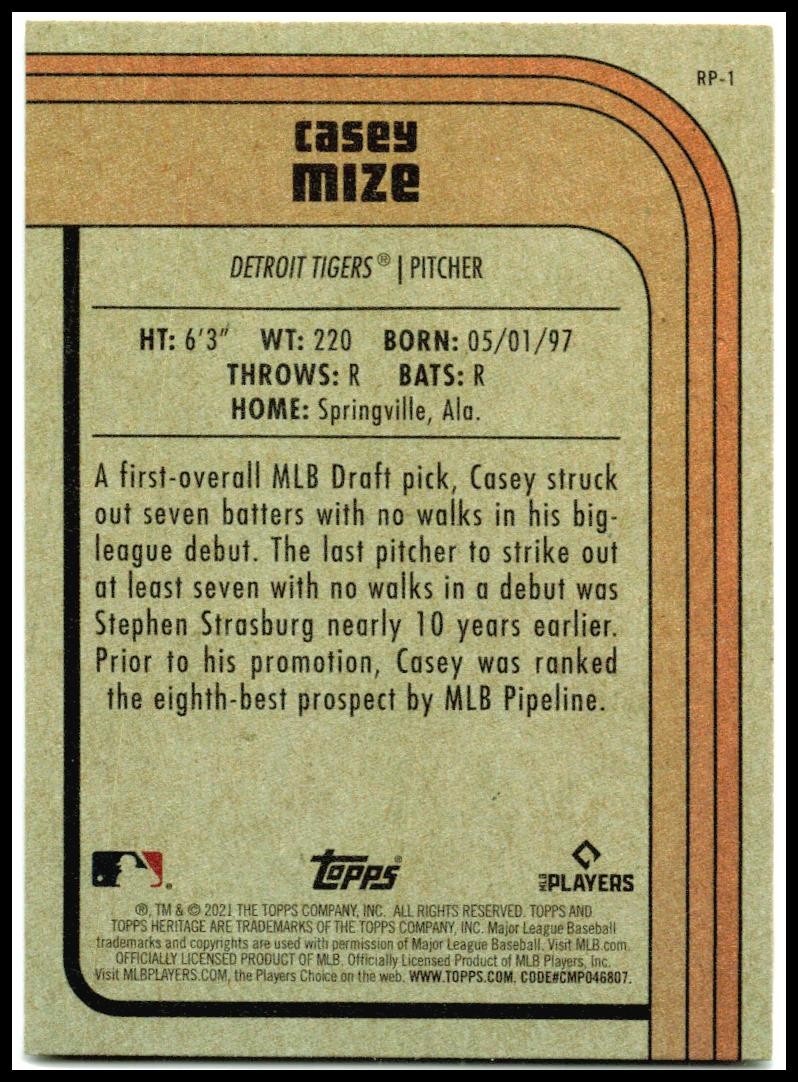 RP-1
casey
mize
DETROIT TIGERS® | PITCHER
HT: 6'3" WT: 220 BORN: 05/01/97
THROWS: R BATS: R
HOME: Springville, Ala.
A first-overall MLB Draft pick, Casey struck
out seven batters with no walks in his big-
league debut. The last pitcher to strike out
at least seven with no walks in a debut was
Stephen Strasburg nearly 10 years earlier.
Prior to his promotion, Casey was ranked
the eighth-best prospect by MLB Pipeline.
TOPPS®
MLB PLAYERS
®, TM & © 2021 THE TOPPS COMPANY, INC. ALL RIGHTS RESERVED. TOPPS AND
TOPPS HERITAGE ARE TRADEMARKS OF THE TOPPS COMPANY, INC. Major League Baseball
trademarks and copyrights are used with permission of Major League Baseball. Visit MLB.com.
OFFICIALLY LICENSED PRODUCT OF MLB. Officially Licensed Product of MLB Players, Inc.
Visit MLBPLAYERS.COM, the Players Choice on the web. WWW.TOPPS.COM. CODE#CMP046807.